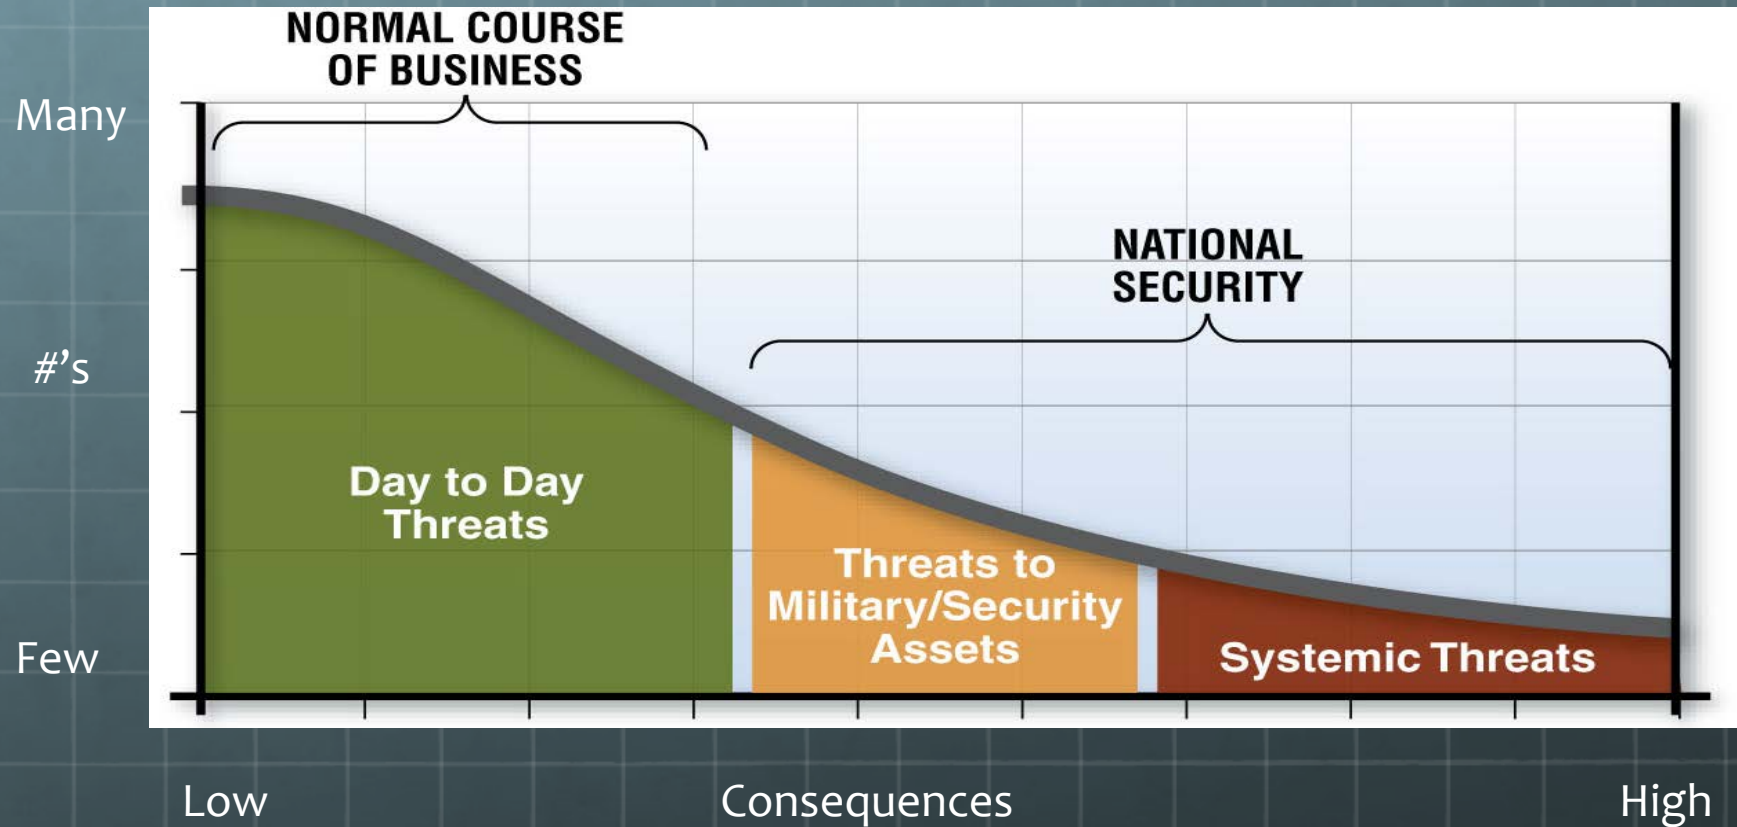 NORMAL COURSE
OF BUSINESS
Many
NATIONAL
SECURITY
#’s
Day to Day
Threats
Threats to
Military/Security
Assets
Few
Systemic Threats
Low
Consequences
High